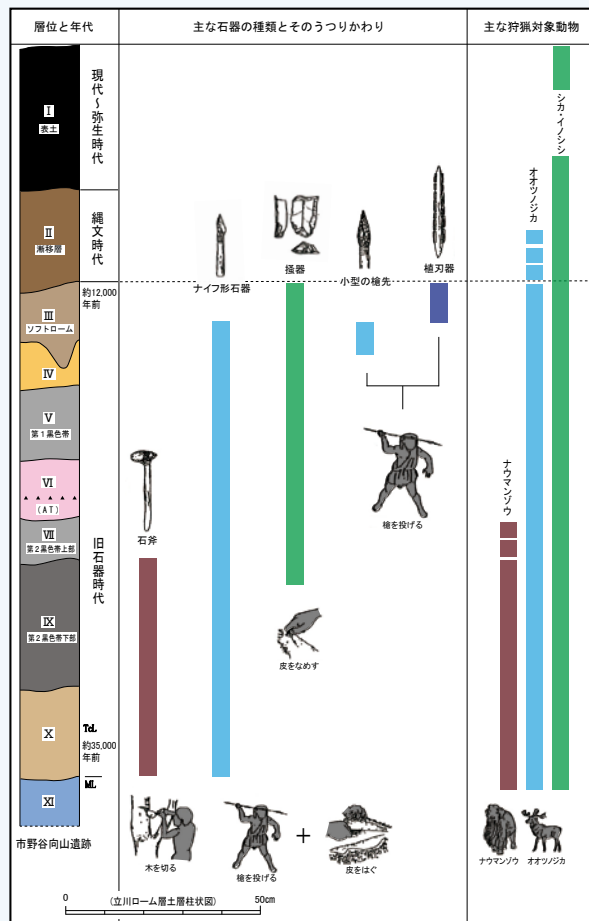 層位と年代
主な石器の種類とそのうつりかわり
主な狩猟対象動物
Ⅰ
表土
Ⅱ
漸移層
Ⅲ
ソフトローム
Ⅳ
Ⅴ
第1黒色帯
Ⅵ
(AT)
Ⅶ
第2黒色帯上部
Ⅸ
第2黒色帯下部
Ⅹ
Ⅺ
市野谷向山遺跡
現代〜弥生時代
縄文時代
約12,000
年前
旧石器時代
TcL
約35,000
年前
ML
ナイフ形石器
掻器
小型の槍先
植刃器
石斧
槍を投げる
皮をなめす
木を切る
槍を投げる
+
皮をはぐ
シカ・イノシシ
オオツノジカ
ナウマンゾウ
ナウマンゾウ
オオツノジカ
0
(立川ローム層土層柱状図)
50cm